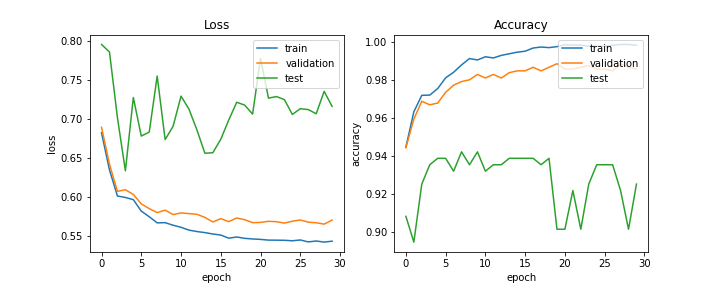 Loss
0.80
0.75
0.70
0.65
0.60
0.55
loss
0 5 10 15 20 25 30
epoch
train
validation
test
Accuracy
1.00
0.98
0.96
0.94
0.92
0.90
accuracy
0 5 10 15 20 25 30
epoch
train
validation
test